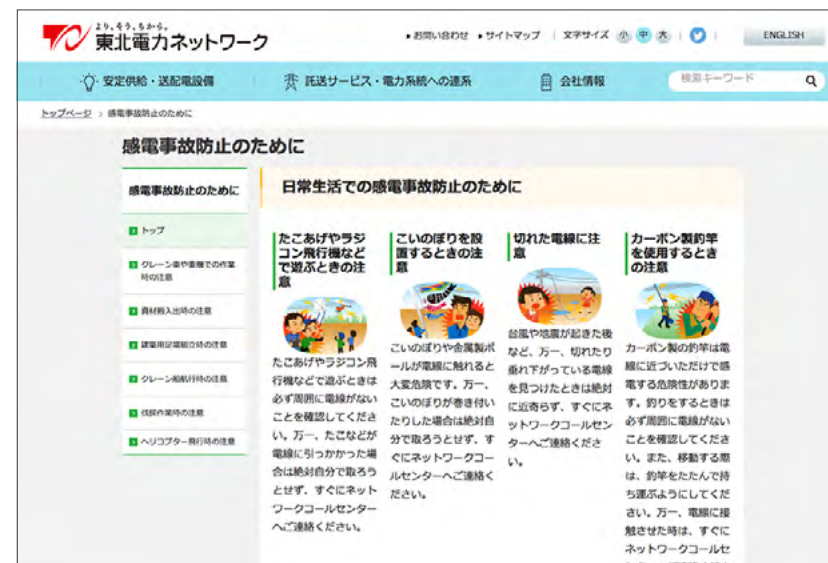 より、そう、ちから。
東北電力ネットワーク
お問い合わせ
サイトマップ
文字サイズ 小 中 大
ENGLISH
安定供給・送配電設備
託送サービス・電力系統への連系
会社情報
検索キーワード
トップページ > 感電事故防止のために
感電事故防止のために
感電事故防止のために
トップ
クレーン車や重機での作業
時の注意
資材搬入出時の注意
建築用足場組立時の注意
クレーン船航行時の注意
伐採作業時の注意
ヘリコプター飛行時の注意
日常生活での感電事故防止のために
たこあげやラジ
コン飛行機など
で遊ぶときの注
意
たこあげやラジコン飛
行機などで遊ぶときは
必ず周囲に電線がない
ことを確認してくださ
い。万一、たこなどが
電線に引っかかった場
合は絶対自分で取ろう
とせず、すぐにネット
ワークコールセンター
へご連絡ください。
こいのぼりを設
置するときの注
意
こいのぼりや金属製ポ
ールが電線に触れると
大変危険です。万一、
こいのぼりが巻き付い
たりした場合は絶対自
分で取ろうとせず、す
ぐにネットワークコー
ルセンターへご連絡く
ださい。
切れた電線に注
意
台風や地震が起きた後
など、万一、切れたり
垂れ下がっている電線
を見つけたときは絶対
に近寄らず、すぐにネ
ットワークコールセン
ターへご連絡くださ
い。
カーボン製釣竿
を使用するとき
の注意
カーボン製の釣竿は電
線に近づいただけで感
電する危険性がありま
す。釣りをするときは
必ず周囲に電線がない
ことを確認してくださ
い。また、移動する際
は、釣竿をたたんで持
ち運ぶようにしてくだ
さい。万一、電線に接
触させた時は、すぐに
ネットワークコールセ